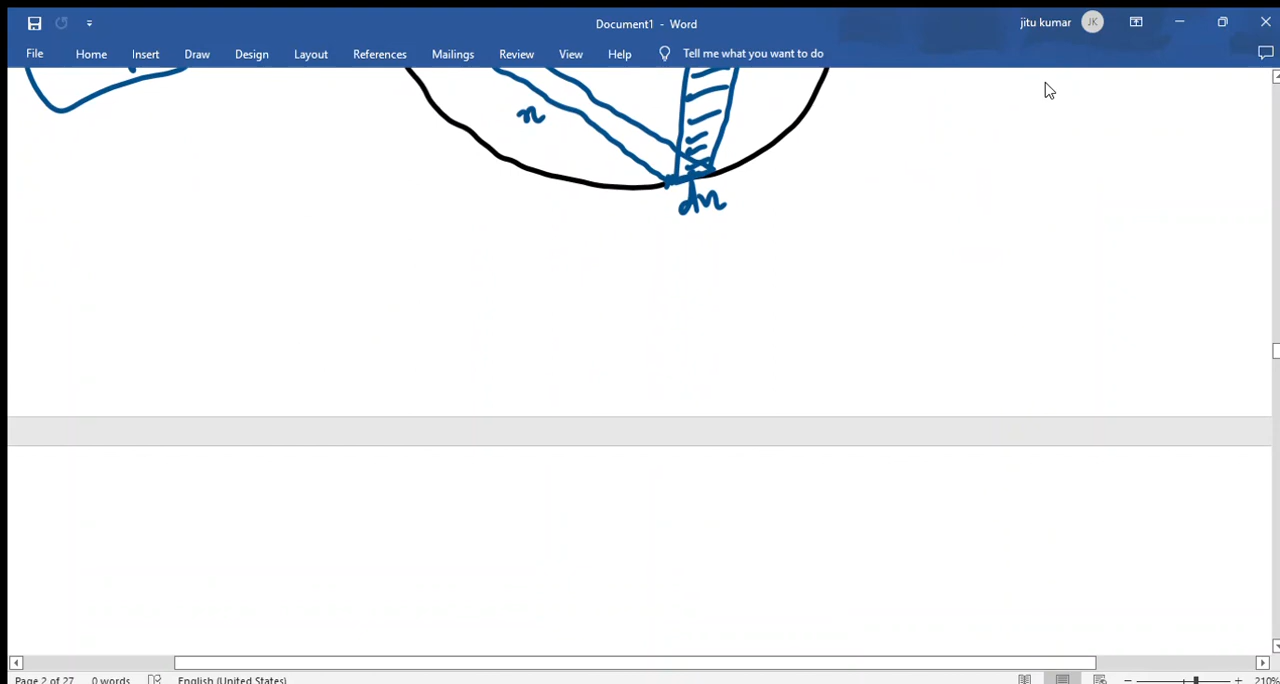 Document1 - Word
jitu kumar JK
File Home Insert Draw Design Layout References Mailings Review View Help Tell me what you want to do
x
dx
Page 2 of 27 0 words English (United States) 210%